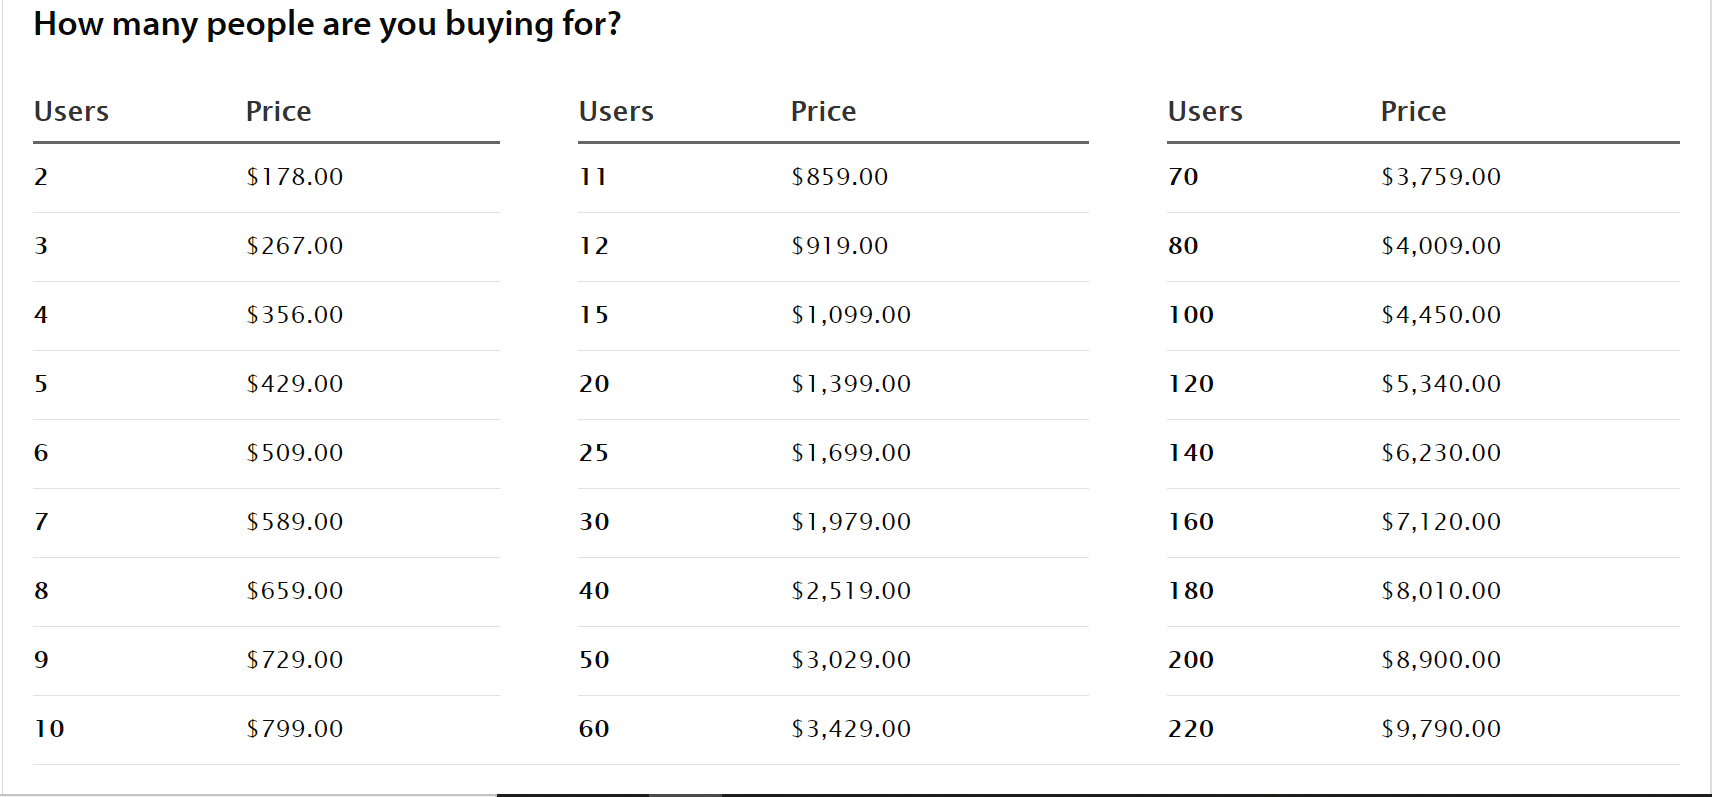 How many people are you buying for?
Users Price Users Price Users Price
2 $178.00 11 $859.00 70 $3,759.00
3 $267.00 12 $919.00 80 $4,009.00
4 $356.00 15 $1,099.00 100 $4,450.00
5 $429.00 20 $1,399.00 120 $5,340.00
6 $509.00 25 $1,699.00 140 $6,230.00
7 $589.00 30 $1,979.00 160 $7,120.00
8 $659.00 40 $2,519.00 180 $8,010.00
9 $729.00 50 $3,029.00 200 $8,900.00
10 $799.00 60 $3,429.00 220 $9,790.00